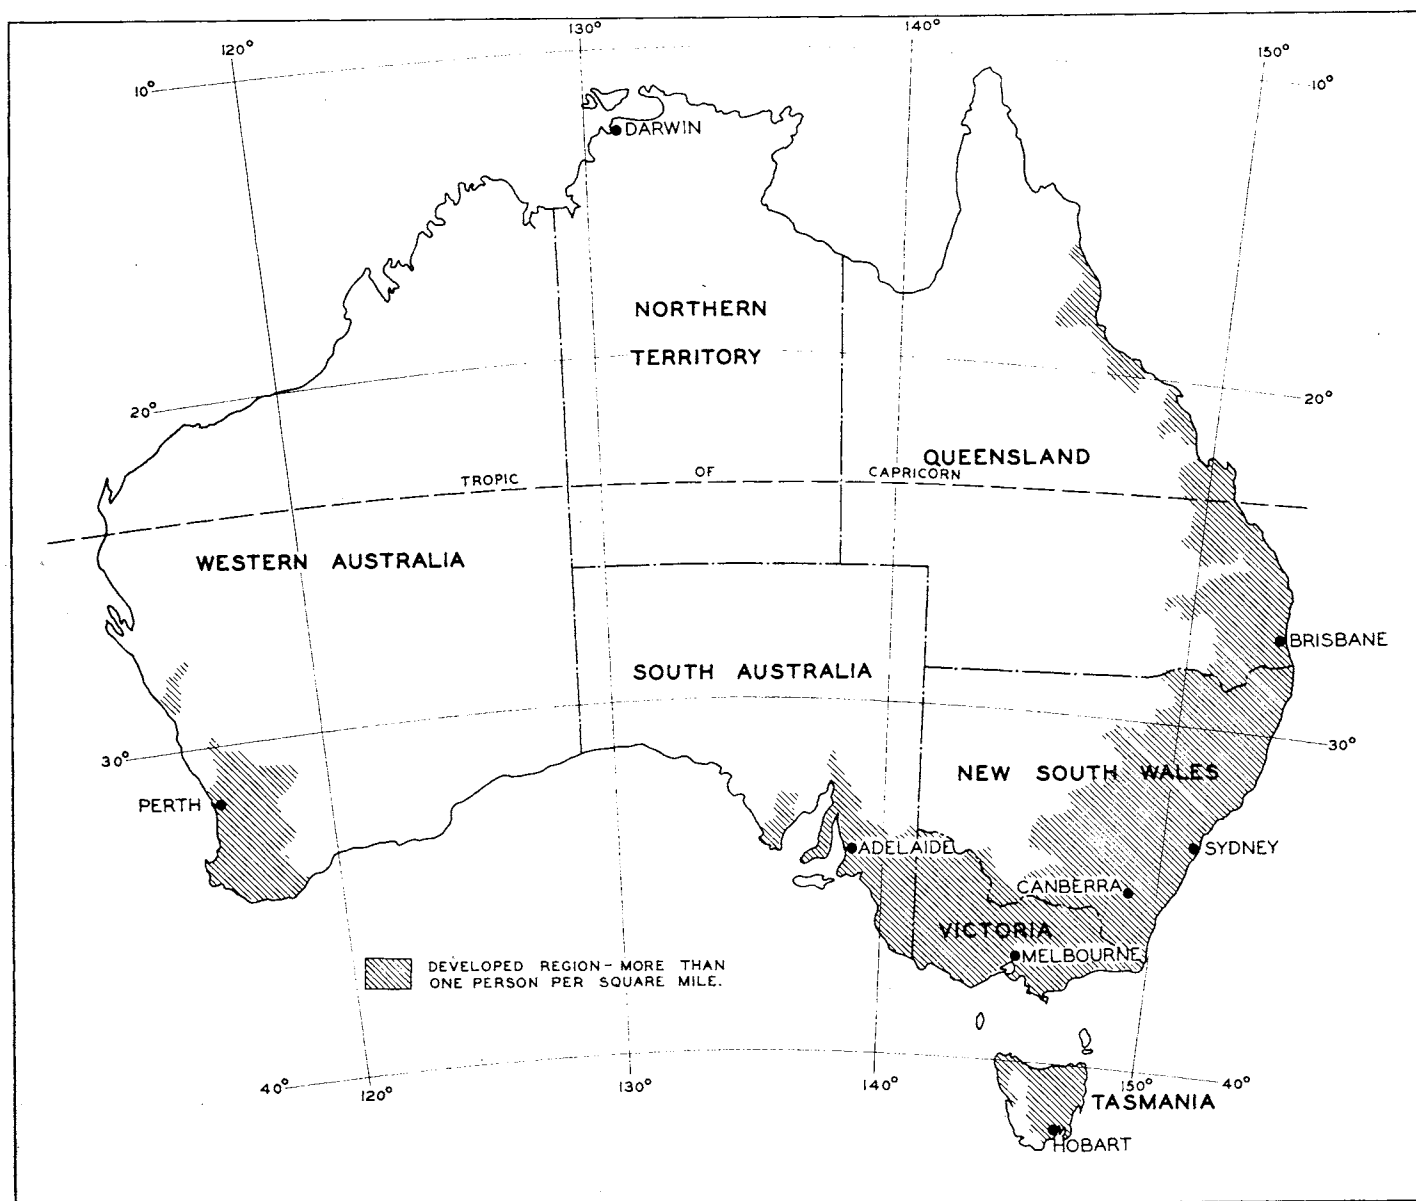 120°
130°
140°
150°
10°
10°
DARWIN
NORTHERN
TERRITORY
20°
20°
QUEENSLAND
TROPIC OF CAPRICORN
WESTERN AUSTRALIA
BRISBANE
SOUTH AUSTRALIA
30°
30°
NEW SOUTH WALES
PERTH
ADELAIDE
SYDNEY
CANBERRA
VICTORIA
MELBOURNE
DEVELOPED REGION – MORE THAN
ONE PERSON PER SQUARE MILE.
40°
120°
130°
140°
150°
40°
TASMANIA
HOBART